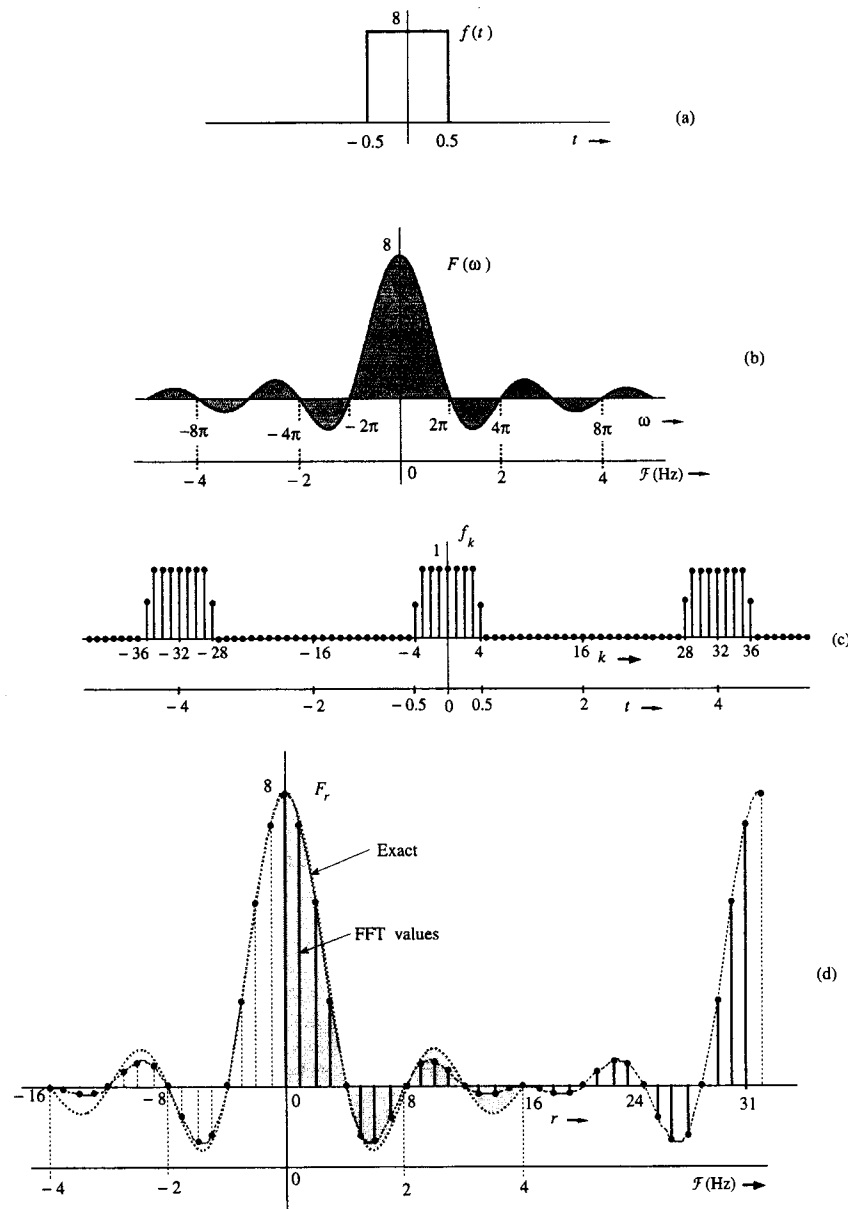 8
f(t)
(a)
-0.5 0.5 t →
8
F(ω)
(b)
-8π -4π -2π 2π 4π 8π ω →
-4 -2 0 2 4 ℱ(Hz) →
1 f_k
(c)
-36 -32 -28 -16 -4 4 16 k → 28 32 36
-4 -2 -0.5 0 0.5 2 t → 4
8 F_r
Exact
FFT values
(d)
-16 -8 0 8 16 24 31
r →
-4 -2 0 2 4 ℱ(Hz) →